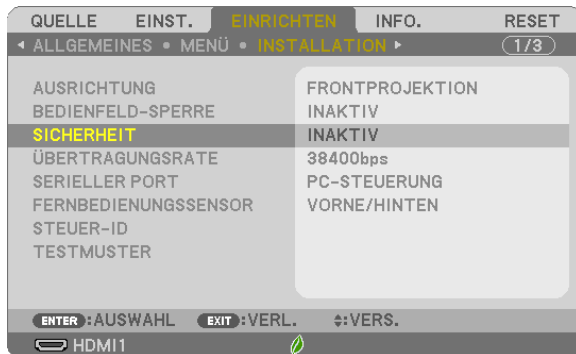 QUELLE EINST. EINRICHTEN INFO. RESET
ALLGEMEINES • MENÜ • INSTALLATION 1/3
AUSRICHTUNG FRONTPROJEKTION
BEDIENFELD-SPERRE INAKTIV
SICHERHEIT INAKTIV
ÜBERTRAGUNGSRATE 38400bps
SERIELLER PORT PC-STEUERUNG
FERNBEDIENUNGSSENSOR VORNE/HINTEN
STEUER-ID
TESTMUSTER
ENTER :AUSWAHL EXIT :VERL. :VERS.
HDMI1